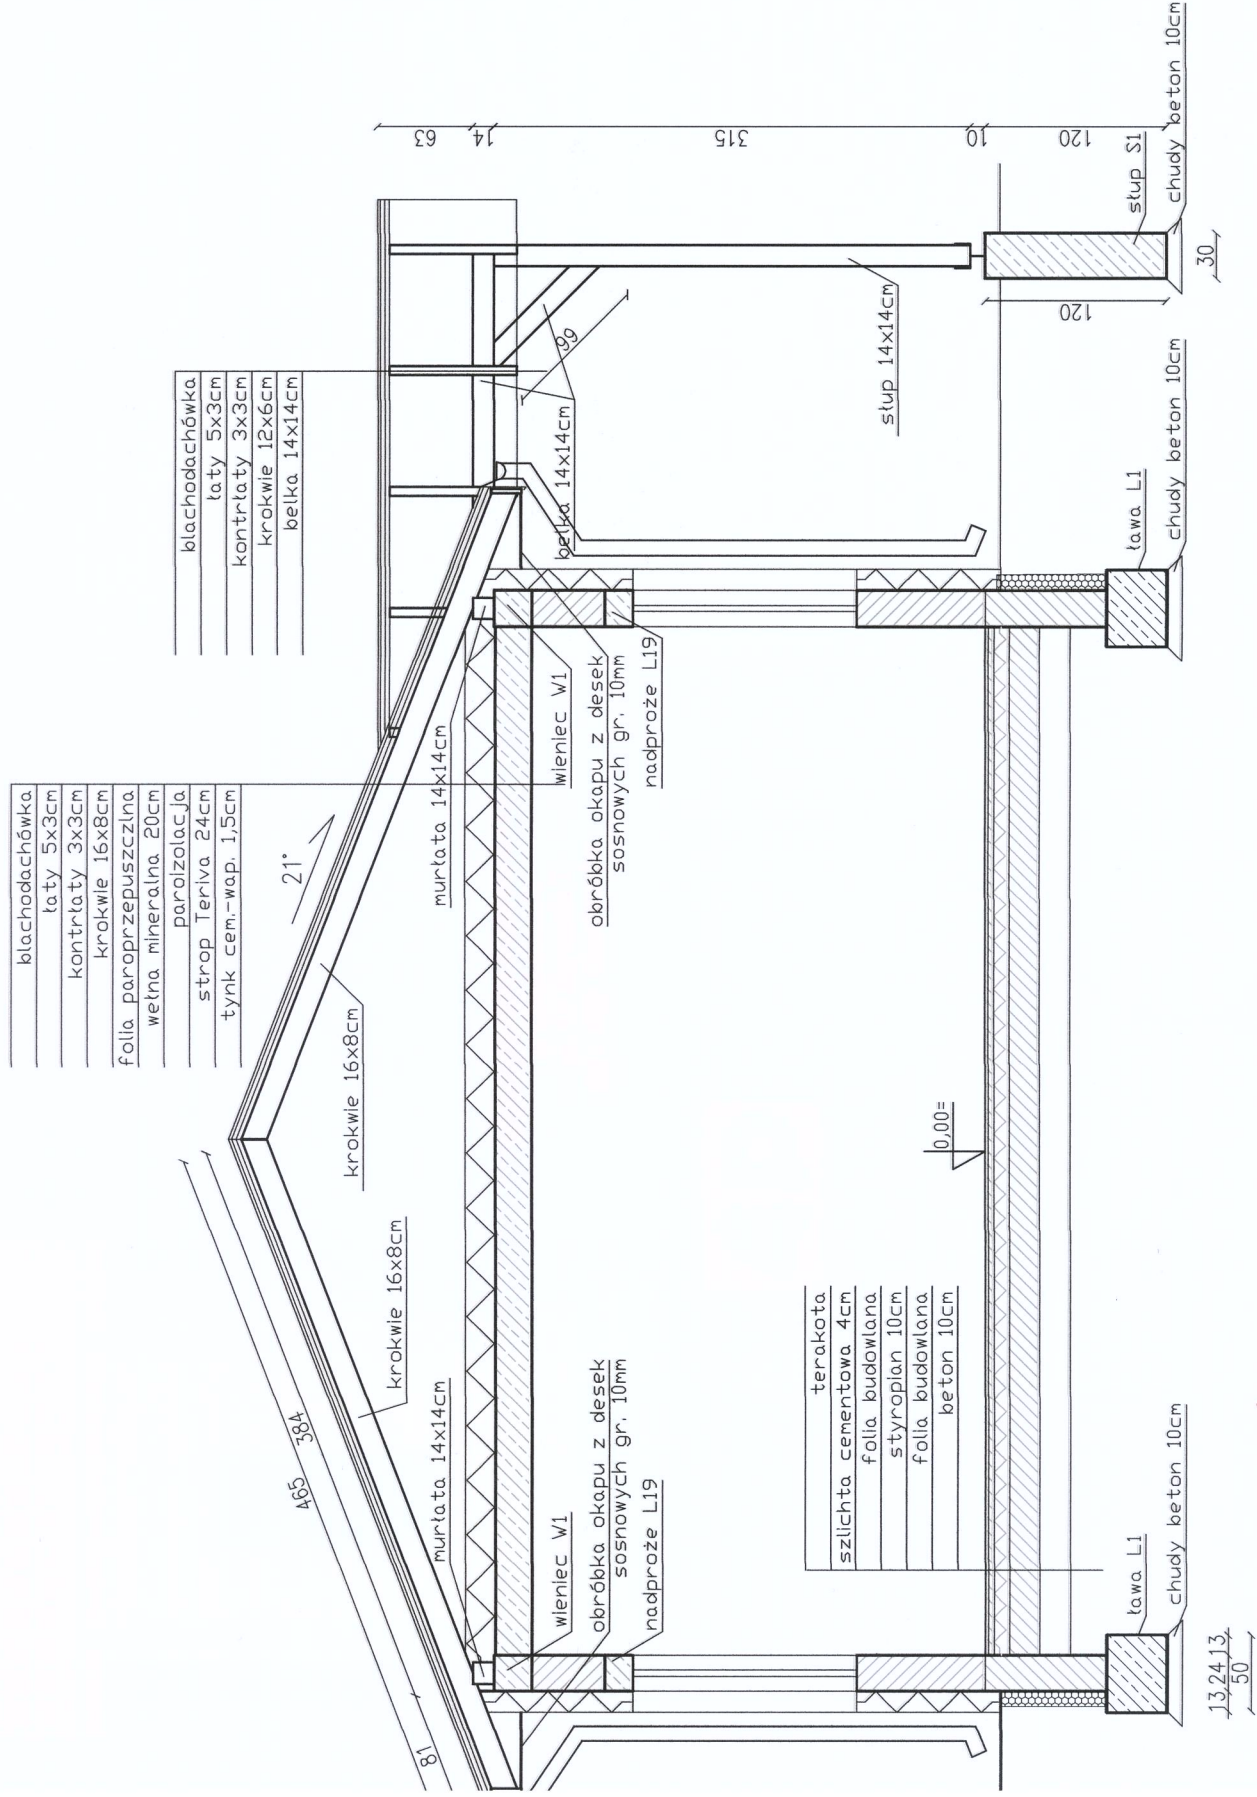 blachodachówka
łaty 5x3cm
kontrłaty 3x3cm
krokwie 16x8cm
folia paroprzepuszczlna
wełna mineralna 20cm
paroizolacja
strop Teriva 24cm
tynk cem.-wap. 1,5cm
blachodachówka
łaty 5x3cm
kontrłaty 3x3cm
krokwie 12x6cm
belka 14x14cm
21°
465
384
81
krokwie 16x8cm
krokwie 16x8cm
murłata 14x14cm
murłata 14x14cm
wieniec W1
obróbka okapu z desek
sosnowych gr. 10mm
nadproże L19
wieniec W1
obróbka okapu z desek
sosnowych gr. 10mm
nadproże L19
belka 14x14cm
99
słup 14x14cm
63
14
315
10
120
0,00=
terakota
szlichta cementowa 4cm
folia budowlana
styropian 10cm
folia budowlana
beton 10cm
ława L1
chudy beton 10cm
13,24,13
50
ława L1
chudy beton 10cm
120
słup S1
chudy beton 10cm
30